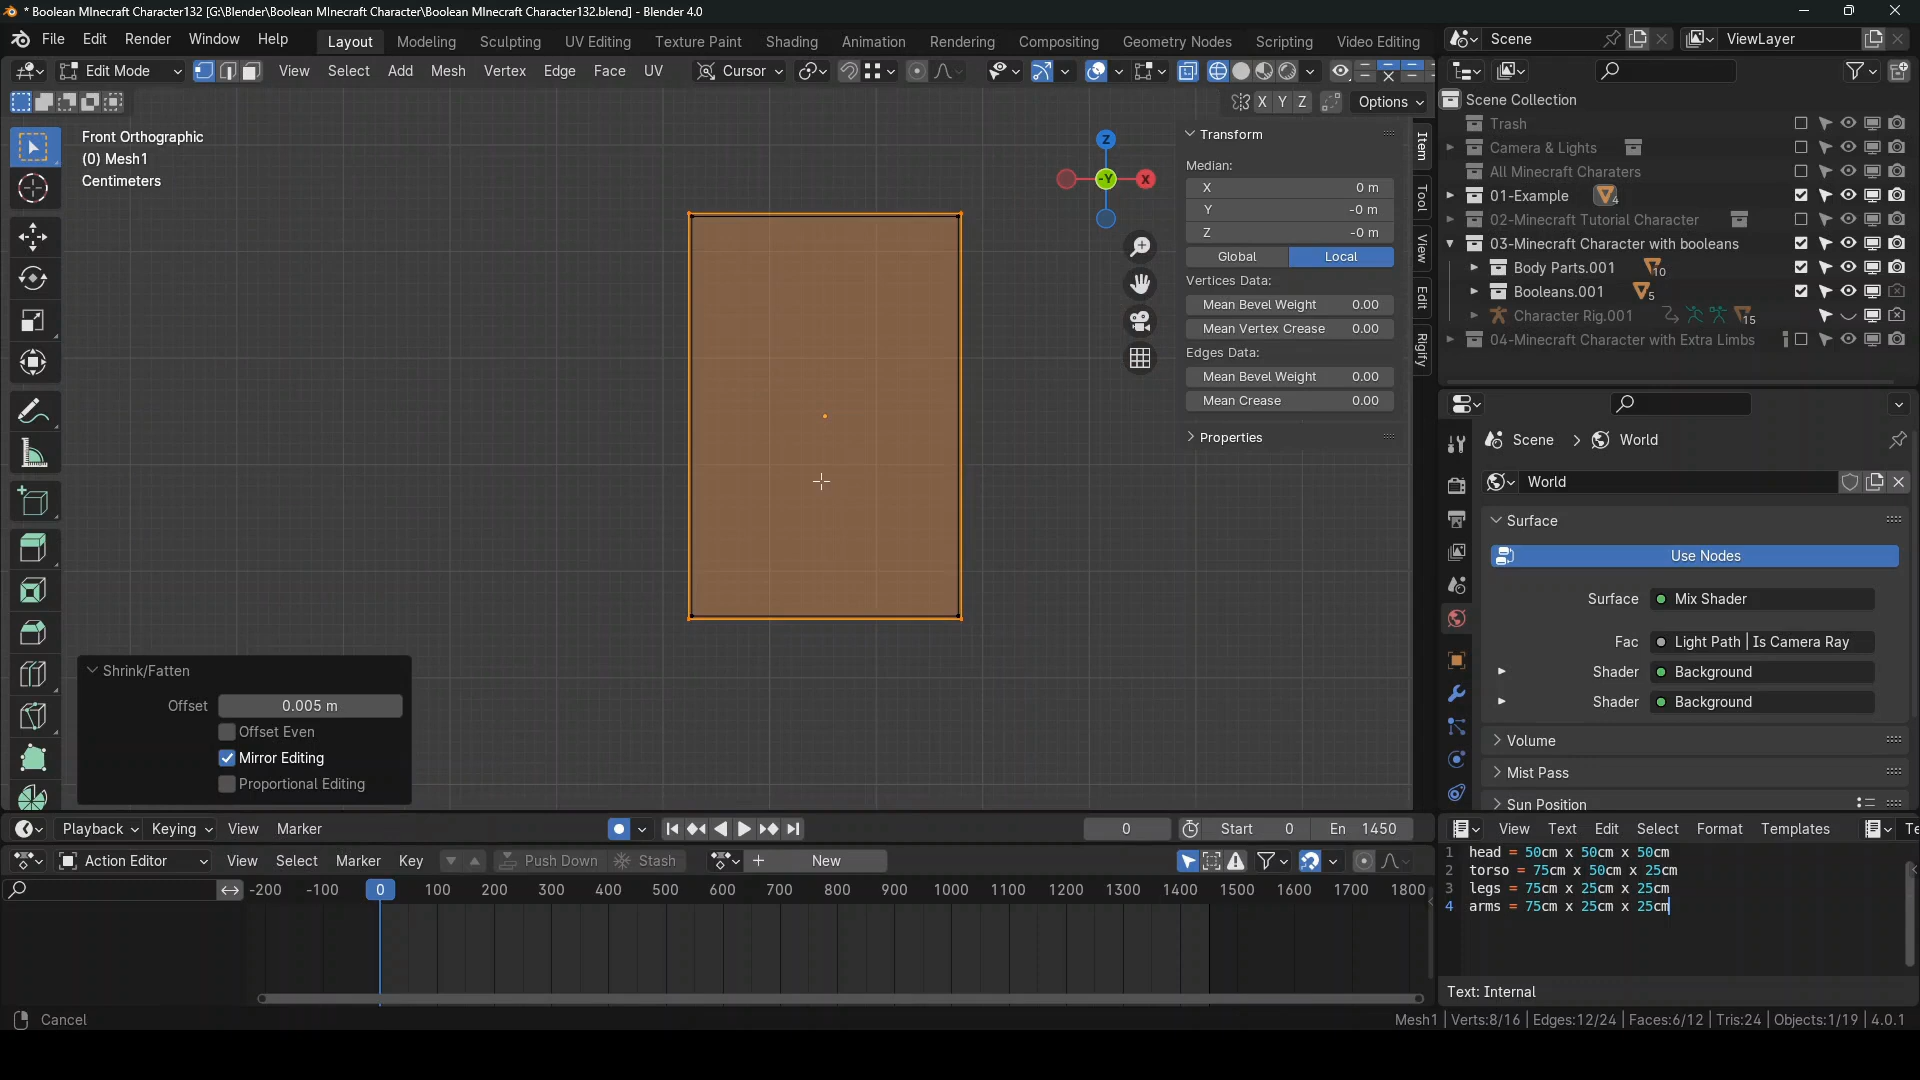 * Boolean MInecraft Character132 [G:\Blender\Boolean MInecraft Character\Boolean MInecraft Character132.blend] - Blender 4.0
File Edit Render Window Help
Layout Modeling Sculpting UV Editing Texture Paint Shading Animation Rendering Compositing Geometry Nodes Scripting Video Editing
Scene
ViewLayer
Edit Mode View Select Add Mesh Vertex Edge Face UV
Cursor
X Y Z
Options
Front Orthographic
(0) Mesh1
Centimeters
Z
-Y
X
Transform
Median:
X 0 m
Y -0 m
Z -0 m
Global Local
Vertices Data:
Mean Bevel Weight 0.00
Mean Vertex Crease 0.00
Edges Data:
Mean Bevel Weight 0.00
Mean Crease 0.00
Properties
Item
Tool
View
Edit
Rigify
Shrink/Fatten
Offset 0.005 m
Offset Even
Mirror Editing
Proportional Editing
Scene Collection
Trash
Camera & Lights
All Minecraft Charaters
01-Example 4
02-Minecraft Tutorial Character
03-Minecraft Character with booleans
Body Parts.001 10
Booleans.001 5
Character Rig.001 15
04-Minecraft Character with Extra Limbs
Scene World
World
Surface
Use Nodes
Surface Mix Shader
Fac Light Path | Is Camera Ray
Shader Background
Shader Background
Volume
Mist Pass
Sun Position
Playback Keying View Marker
0 Start 0 En 1450
Action Editor View Select Marker Key
Push Down Stash
New
-200 -100 0 100 200 300 400 500 600 700 800 900 1000 1100 1200 1300 1400 1500 1600 1700 1800
View Text Edit Select Format Templates Te
1 head = 50cm x 50cm x 50cm
2 torso = 75cm x 50cm x 25cm
3 legs = 75cm x 25cm x 25cm
4 arms = 75cm x 25cm x 25cm
Text: Internal
Cancel
Mesh1 | Verts:8/16 | Edges:12/24 | Faces:6/12 | Tris:24 | Objects:1/19 | 4.0.1